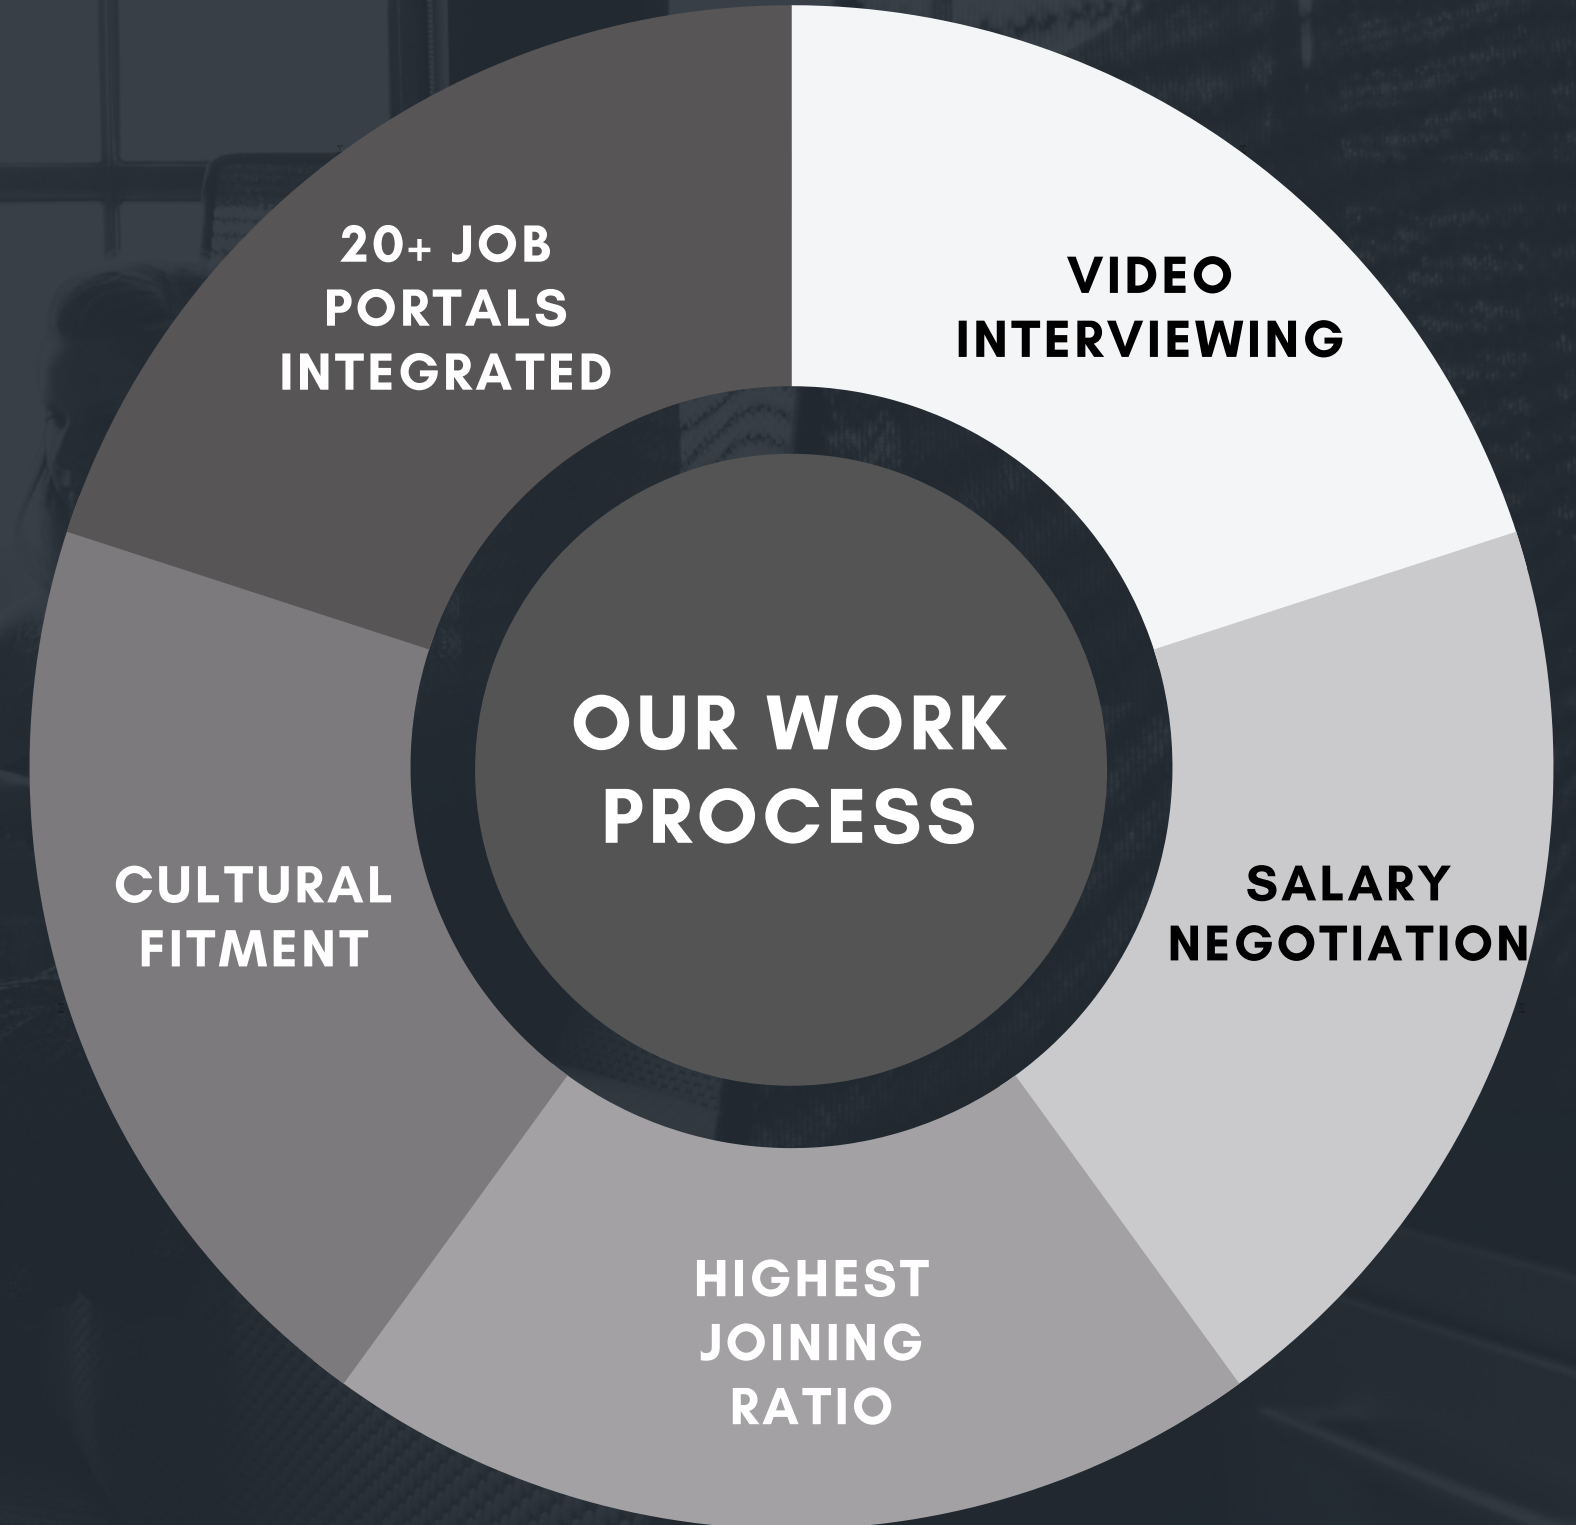 20+ JOB
PORTALS
INTEGRATED
VIDEO
INTERVIEWING
OUR WORK
PROCESS
CULTURAL
FITMENT
SALARY
NEGOTIATION
HIGHEST
JOINING
RATIO